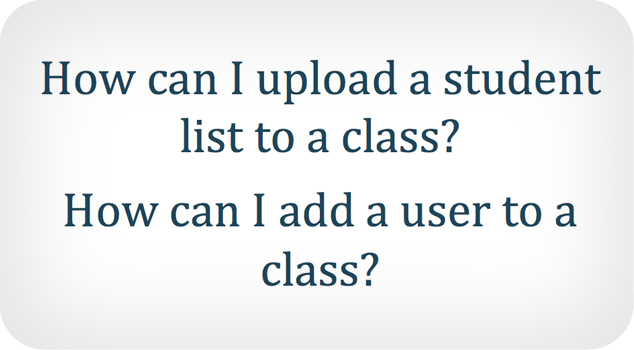 How can I upload a student
list to a class?
How can I add a user to a
class?